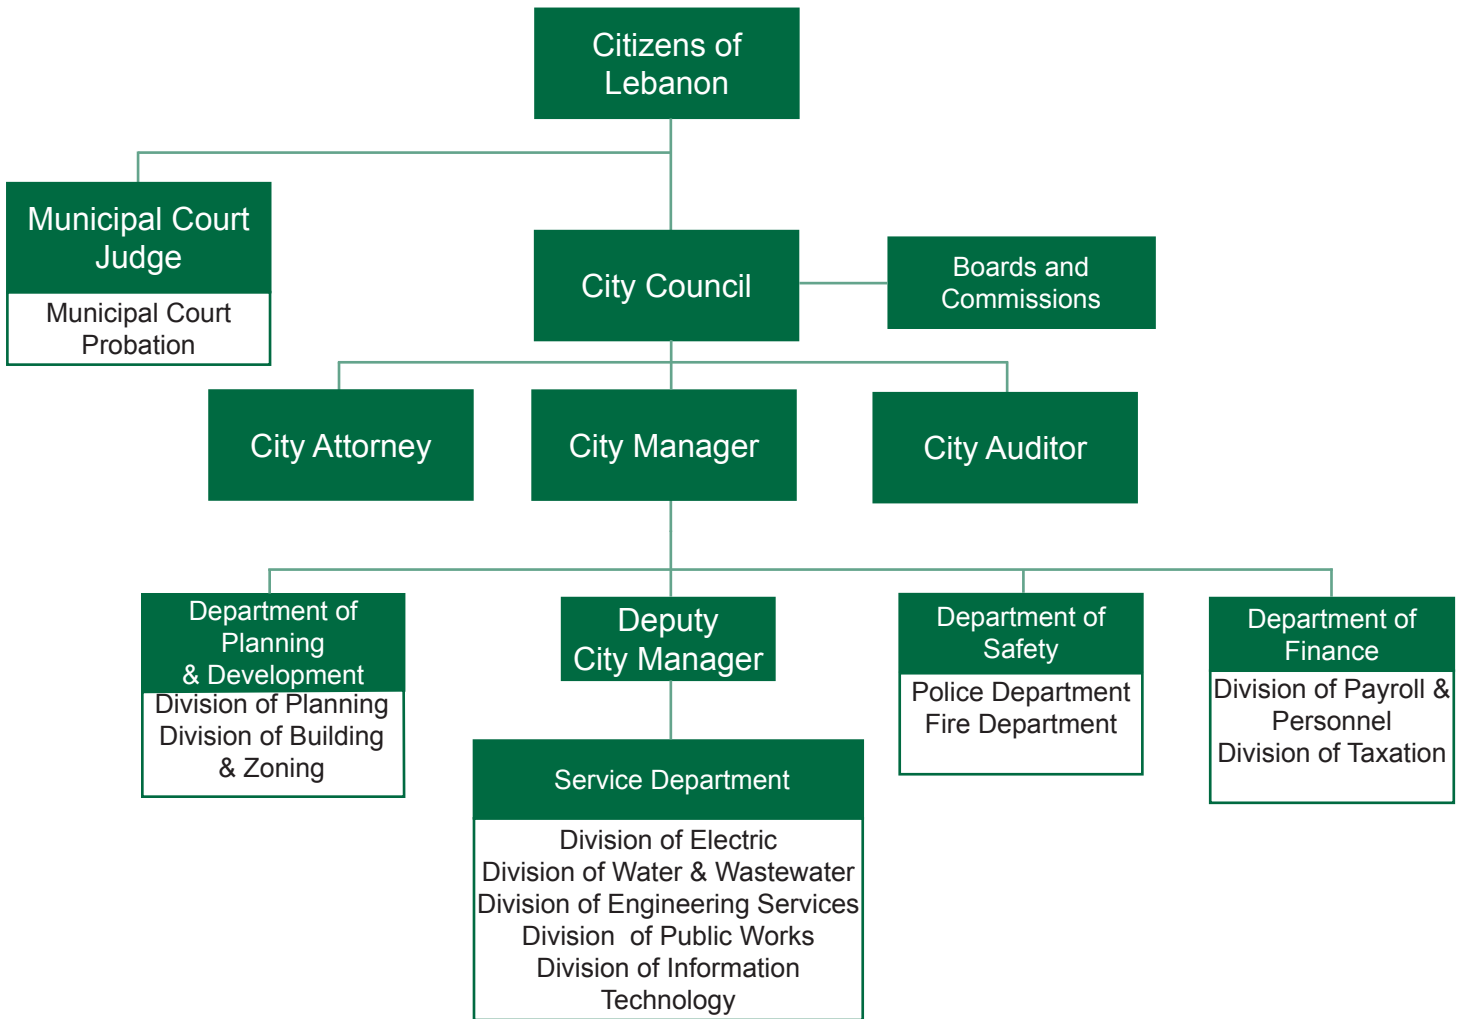 Citizens of
Lebanon
Municipal Court
Judge
Municipal Court
Probation
City Council
Boards and
Commissions
City Attorney
City Manager
City Auditor
Department of
Planning
& Development
Division of Planning
Division of Building
& Zoning
Deputy
City Manager
Service Department
Division of Electric
Division of Water & Wastewater
Division of Engineering Services
Division  of Public Works
Division of Information
Technology
Department of
Safety
Police Department
Fire Department
Department of
Finance
Division of Payroll &
Personnel
Division of Taxation